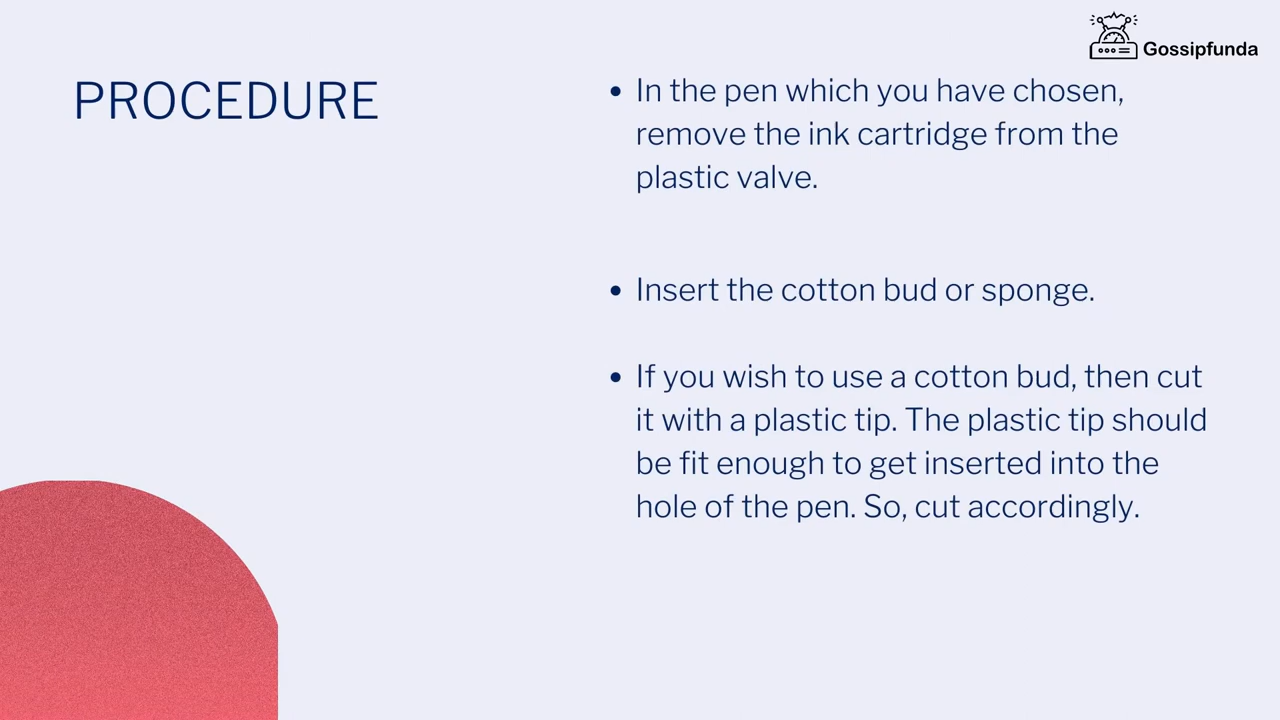 Gossipfunda
PROCEDURE
• In the pen which you have chosen,
remove the ink cartridge from the
plastic valve.
• Insert the cotton bud or sponge.
• If you wish to use a cotton bud, then cut
it with a plastic tip. The plastic tip should
be fit enough to get inserted into the
hole of the pen. So, cut accordingly.